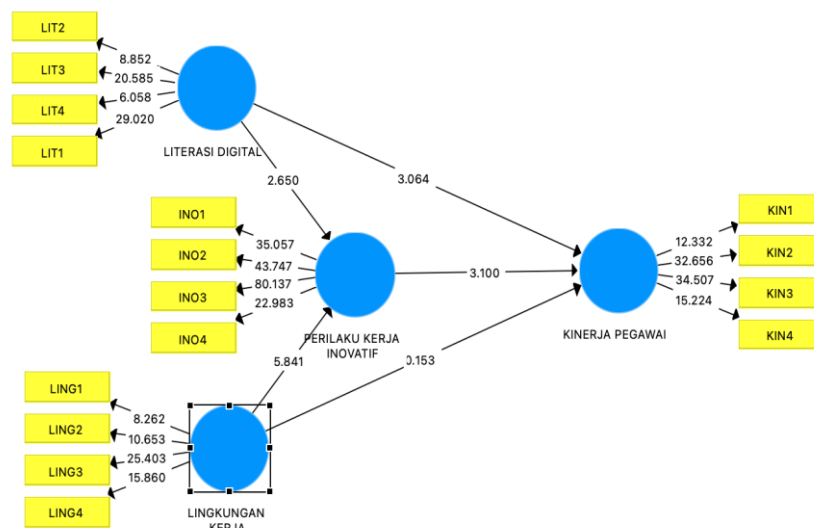 LIT2
LIT3
LIT4
LIT1
8.852
20.585
6.058
29.020
LITERASI DIGITAL
2.650
3.064
INO1
INO2
INO3
INO4
35.057
43.747
80.137
22.983
PERILAKU KERJA
INOVATIF
3.100
KINERJA PEGAWAI
12.332
32.656
34.507
15.224
KIN1
KIN2
KIN3
KIN4
5.841
0.153
LING1
LING2
LING3
LING4
8.262
10.653
25.403
15.860
LINGKUNGAN
KERJA